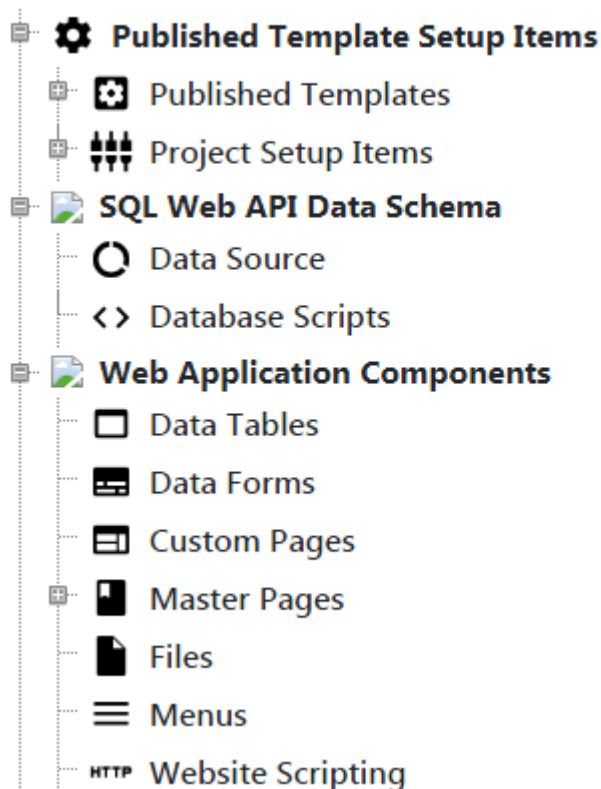 Published Template Setup Items
Published Templates
Project Setup Items
SQL Web API Data Schema
Data Source
Database Scripts
Web Application Components
Data Tables
Data Forms
Custom Pages
Master Pages
Files
Menus
HTTP Website Scripting